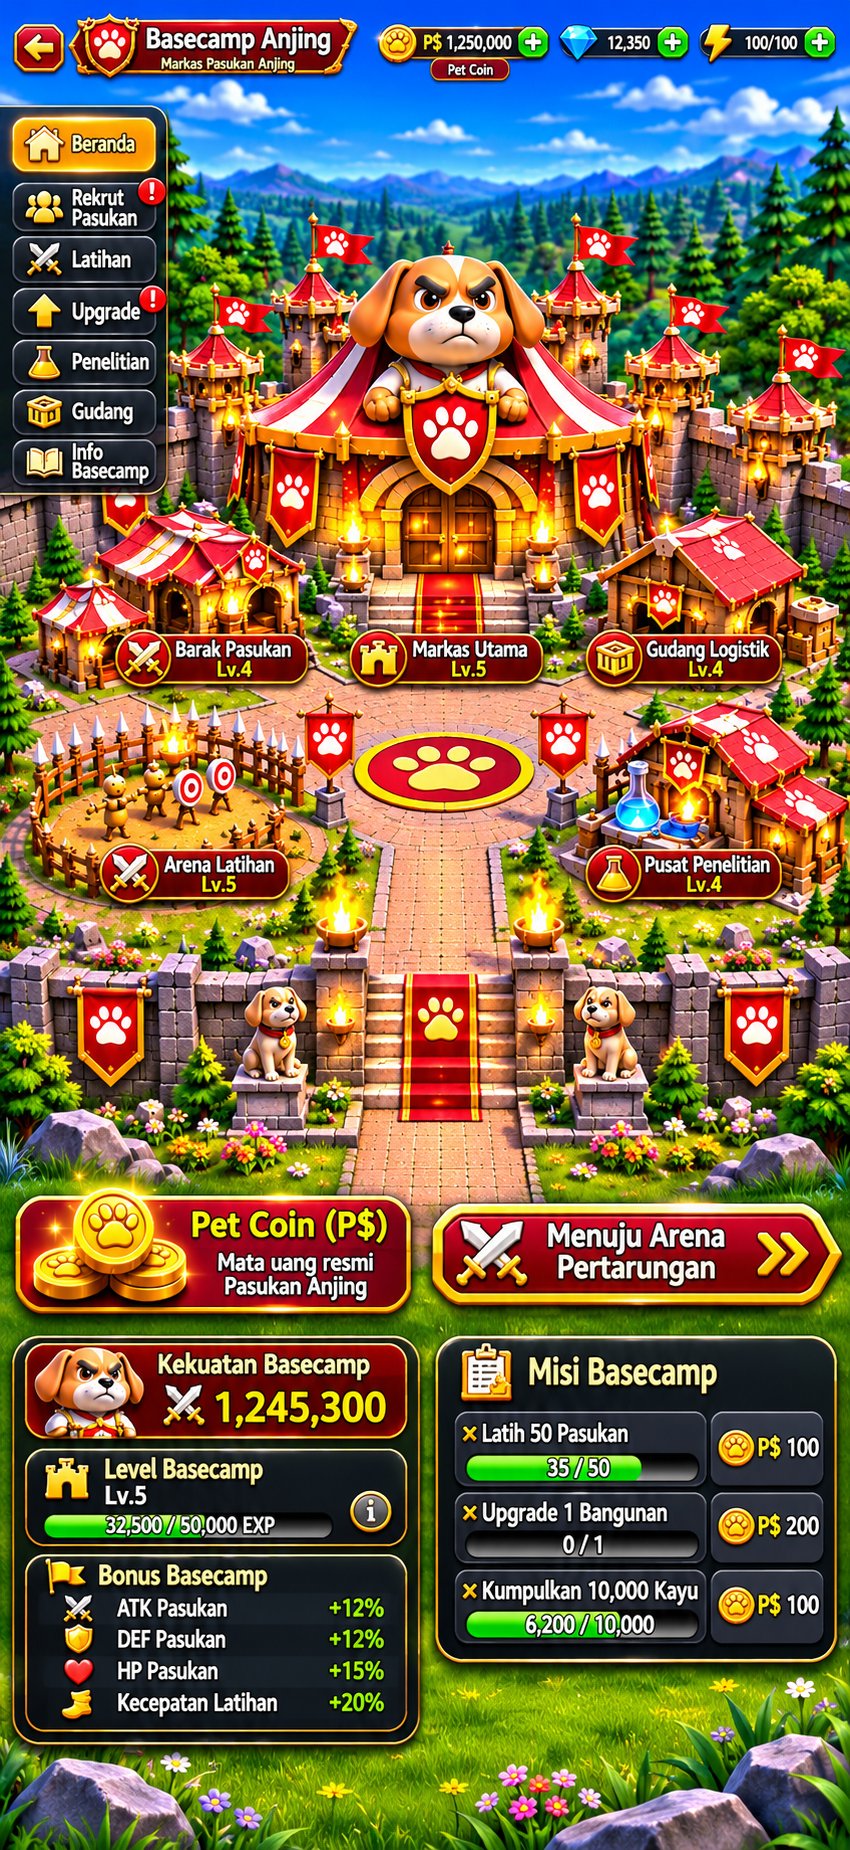 Basecamp Anjing
Markas Pasukan Anjing
P$ 1,250,000
Pet Coin
12,350
100/100
Beranda
Rekrut
Pasukan
Latihan
Upgrade
Penelitian
Gudang
Info
Basecamp
Barak Pasukan
Lv.4
Markas Utama
Lv.5
Gudang Logistik
Lv.4
Arena Latihan
Lv.5
Pusat Penelitian
Lv.4
Pet Coin (P$)
Mata uang resmi
Pasukan Anjing
Menuju Arena
Pertarungan
Kekuatan Basecamp
1,245,300
Level Basecamp
Lv.5
32,500 / 50,000 EXP
Bonus Basecamp
ATK Pasukan +12%
DEF Pasukan +12%
HP Pasukan +15%
Kecepatan Latihan +20%
Misi Basecamp
Latih 50 Pasukan
35 / 50
P$ 100
Upgrade 1 Bangunan
0 / 1
P$ 200
Kumpulkan 10,000 Kayu
6,200 / 10,000
P$ 100